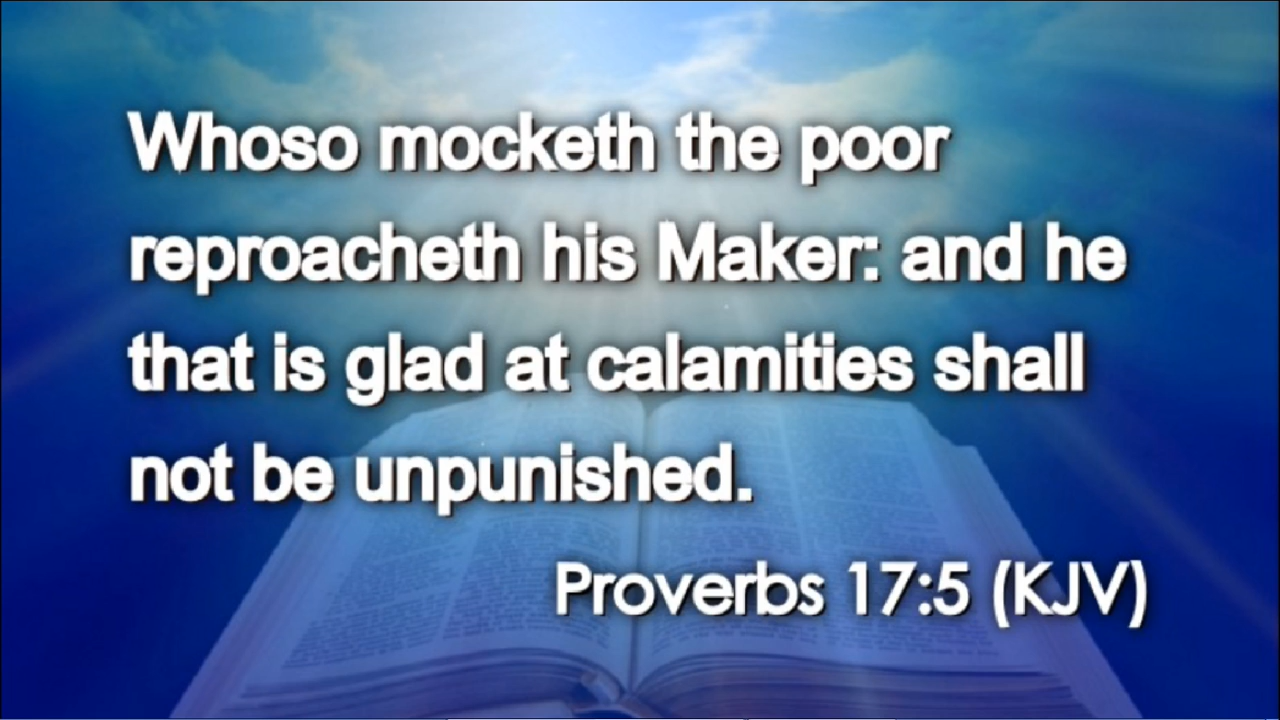 Whoso mocketh the poor
reproacheth his Maker: and he
that is glad at calamities shall
not be unpunished.
Proverbs 17:5 (KJV)